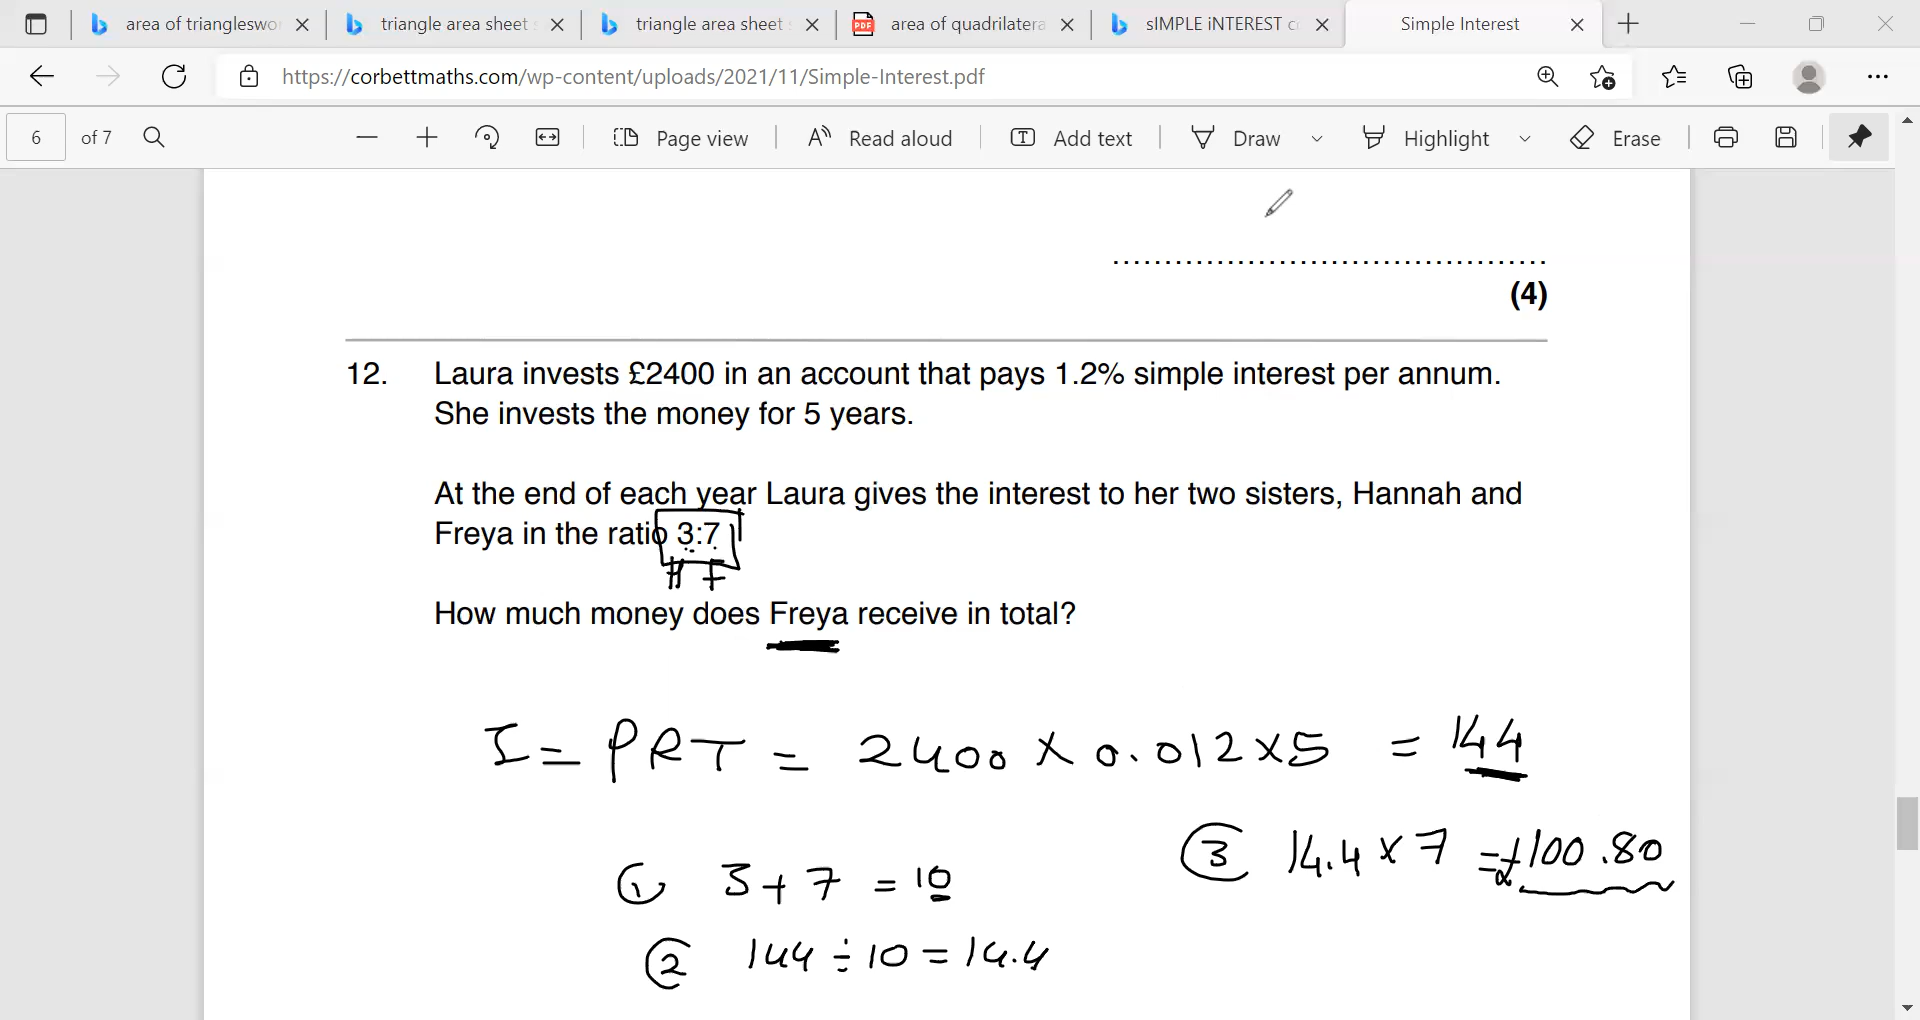 area of triangleswo
triangle area sheet
triangle area sheet
PDF
area of quadrilatera
sIMPLE iNTEREST c
Simple Interest
https://corbettmaths.com/wp-content/uploads/2021/11/Simple-Interest.pdf
6 of 7
Page view
Read aloud
Add text
Draw
Highlight
Erase
(4)
12. Laura invests £2400 in an account that pays 1.2% simple interest per annum.
She invests the money for 5 years.
At the end of each year Laura gives the interest to her two sisters, Hannah and
Freya in the ratio 3:7
H F
How much money does Freya receive in total?
I = PRT = 2400 × 0.012 × 5 = 144
③ 14.4 × 7 = £100.80
① 3 + 7 = 10
② 144 ÷ 10 = 14.4